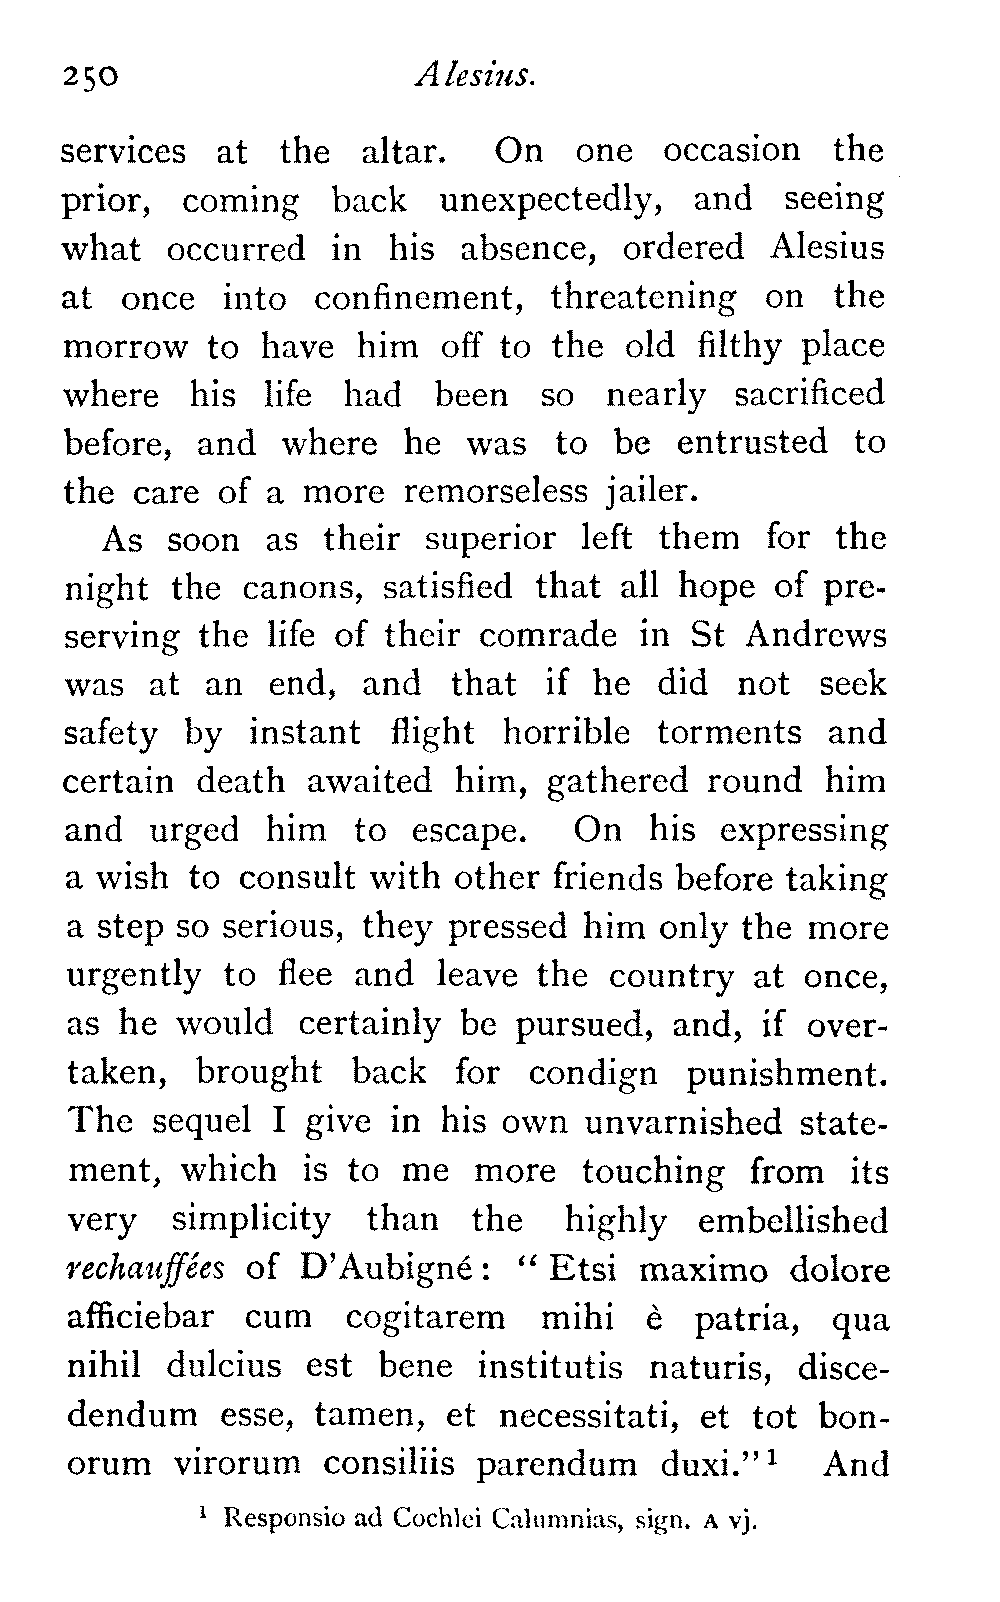 250 Alesius.
services at the altar. On one occasion the
prior, coming back unexpectedly, and seeing
what occurred in his absence, ordered Alesius
at once into confinement, threatening on the
morrow to have him off to the old filthy place
where his life had been so nearly sacrificed
before, and where he was to be entrusted to
the care of a more remorseless jailer.
As soon as their superior left them for the
night the canons, satisfied that all hope of pre-
serving the life of their comrade in St Andrews
was at an end, and that if he did not seek
safety by instant flight horrible torments and
certain death awaited him, gathered round him
and urged him to escape. On his expressing
a wish to consult with other friends before taking
a step so serious, they pressed him only the more
urgently to flee and leave the country at once,
as he would certainly be pursued, and, if over-
taken, brought back for condign punishment.
The sequel I give in his own unvarnished state-
ment, which is to me more touching from its
very simplicity than the highly embellished
rechauffées of D'Aubigné: “Etsi maximo dolore
afficiebar cum cogitarem mihi è patria, qua
nihil dulcius est bene institutis naturis, disce-
dendum esse, tamen, et necessitati, et tot bon-
orum virorum consiliis parendum duxi.”¹ And
¹ Responsio ad Cochlei Calumnias, sign. A vj.